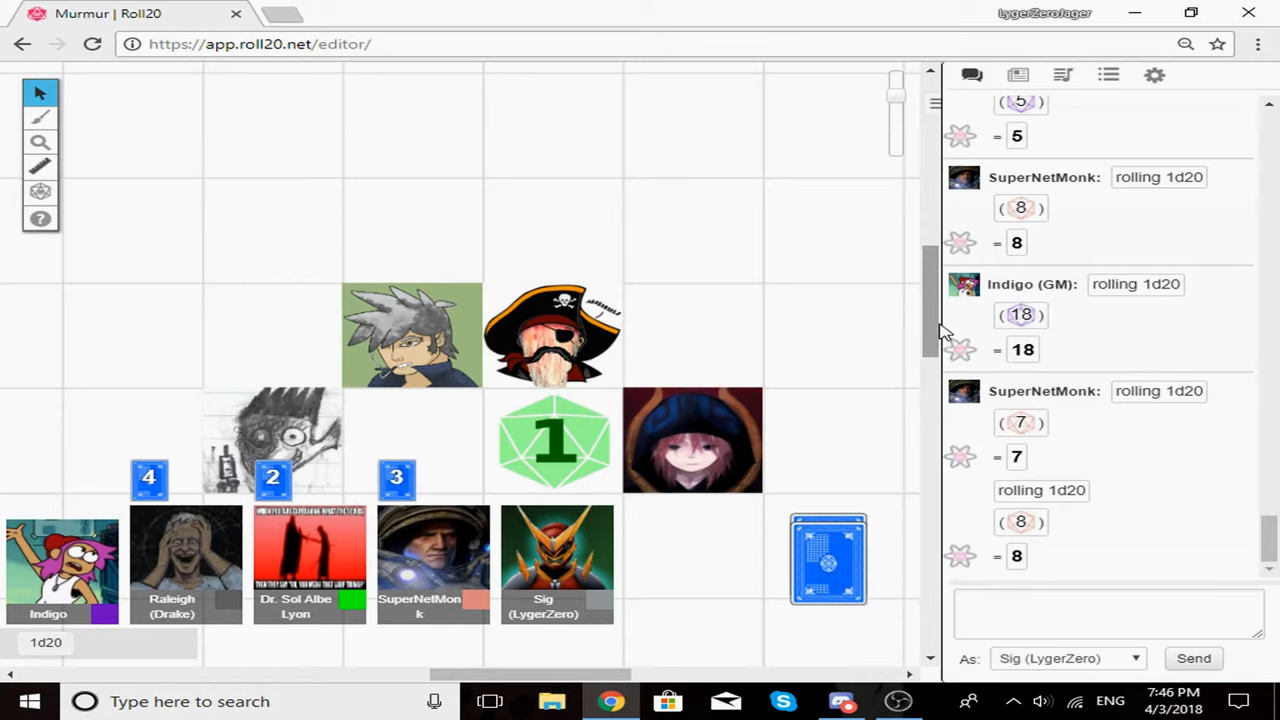 Murmur | Roll20
LygerZeroJager
https://app.roll20.net/editor/
5
= 5
SuperNetMonk: rolling 1d20
( 8 )
= 8
Indigo (GM): rolling 1d20
( 18 )
= 18
SuperNetMonk: rolling 1d20
( 7 )
= 7
rolling 1d20
( 8 )
= 8
1
4
2
3
Indigo
Raleigh
(Drake)
Dr. Sol Albe
Lyon
SuperNetMon
k
Sig
(LygerZero)
1d20
As: Sig (LygerZero) Send
Type here to search
ENG
7:46 PM
4/3/2018